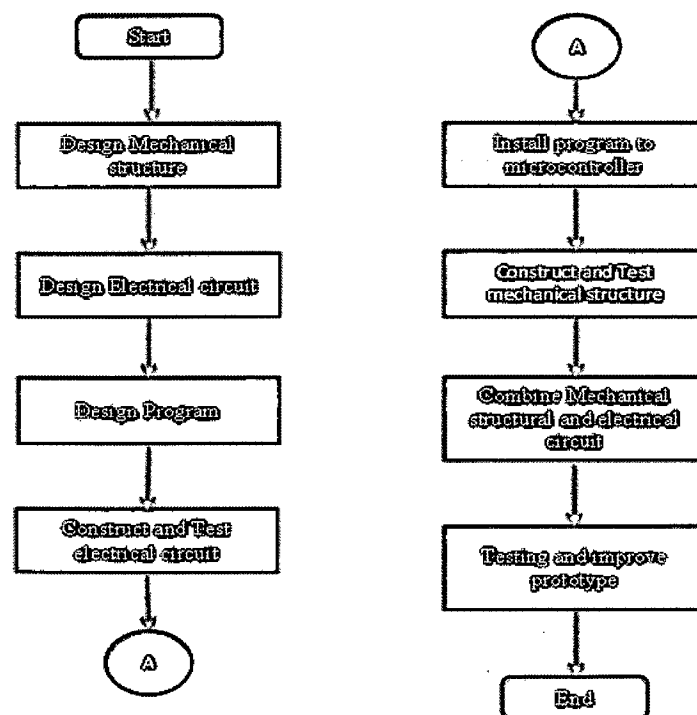 Start
Design Mechanical
structure
Design Electrical circuit
Design Program
Construct and Test
electrical circuit
A
A
Install program to
microcontroller
Construct and Test
mechanical structure
Combine Mechanical
structural and electrical
circuit
Testing and improve
prototype
End